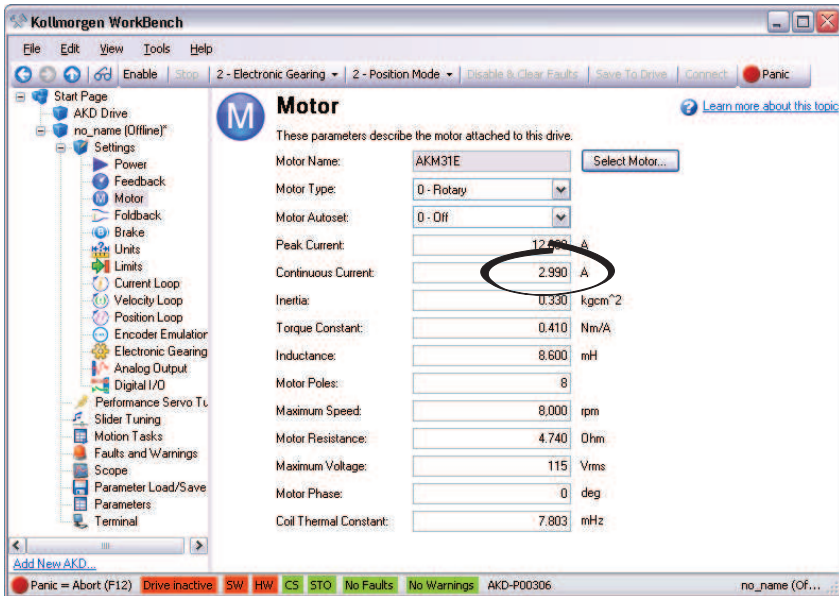 Kollmorgen WorkBench
File Edit View Tools Help
Enable Stop 2 - Electronic Gearing 2 - Position Mode Disable & Clear Faults Save To Drive Connect Panic
Start Page
AKD Drive
no_name (Offline)*
Settings
Power
Feedback
Motor
Foldback
Brake
Units
Limits
Current Loop
Velocity Loop
Position Loop
Encoder Emulation
Electronic Gearing
Analog Output
Digital I/O
Performance Servo Tu
Slider Tuning
Motion Tasks
Faults and Warnings
Scope
Parameter Load/Save
Parameters
Terminal
Add New AKD...
M Motor
Learn more about this topic
These parameters describe the motor attached to this drive.
Motor Name: AKM31E Select Motor...
Motor Type: 0 - Rotary
Motor Autoset: 0 - Off
Peak Current: A
Continuous Current: 2.990 A
Inertia: 0.330 kgcm^2
Torque Constant: 0.410 Nm/A
Inductance: 8.600 mH
Motor Poles: 8
Maximum Speed: 8,000 rpm
Motor Resistance: 4.740 Ohm
Maximum Voltage: 115 Vrms
Motor Phase: 0 deg
Coil Thermal Constant: 7.803 mHz
Panic = Abort (F12) Drive inactive SW HW CS STO No Faults No Warnings AKD-P00306 no_name (Of...